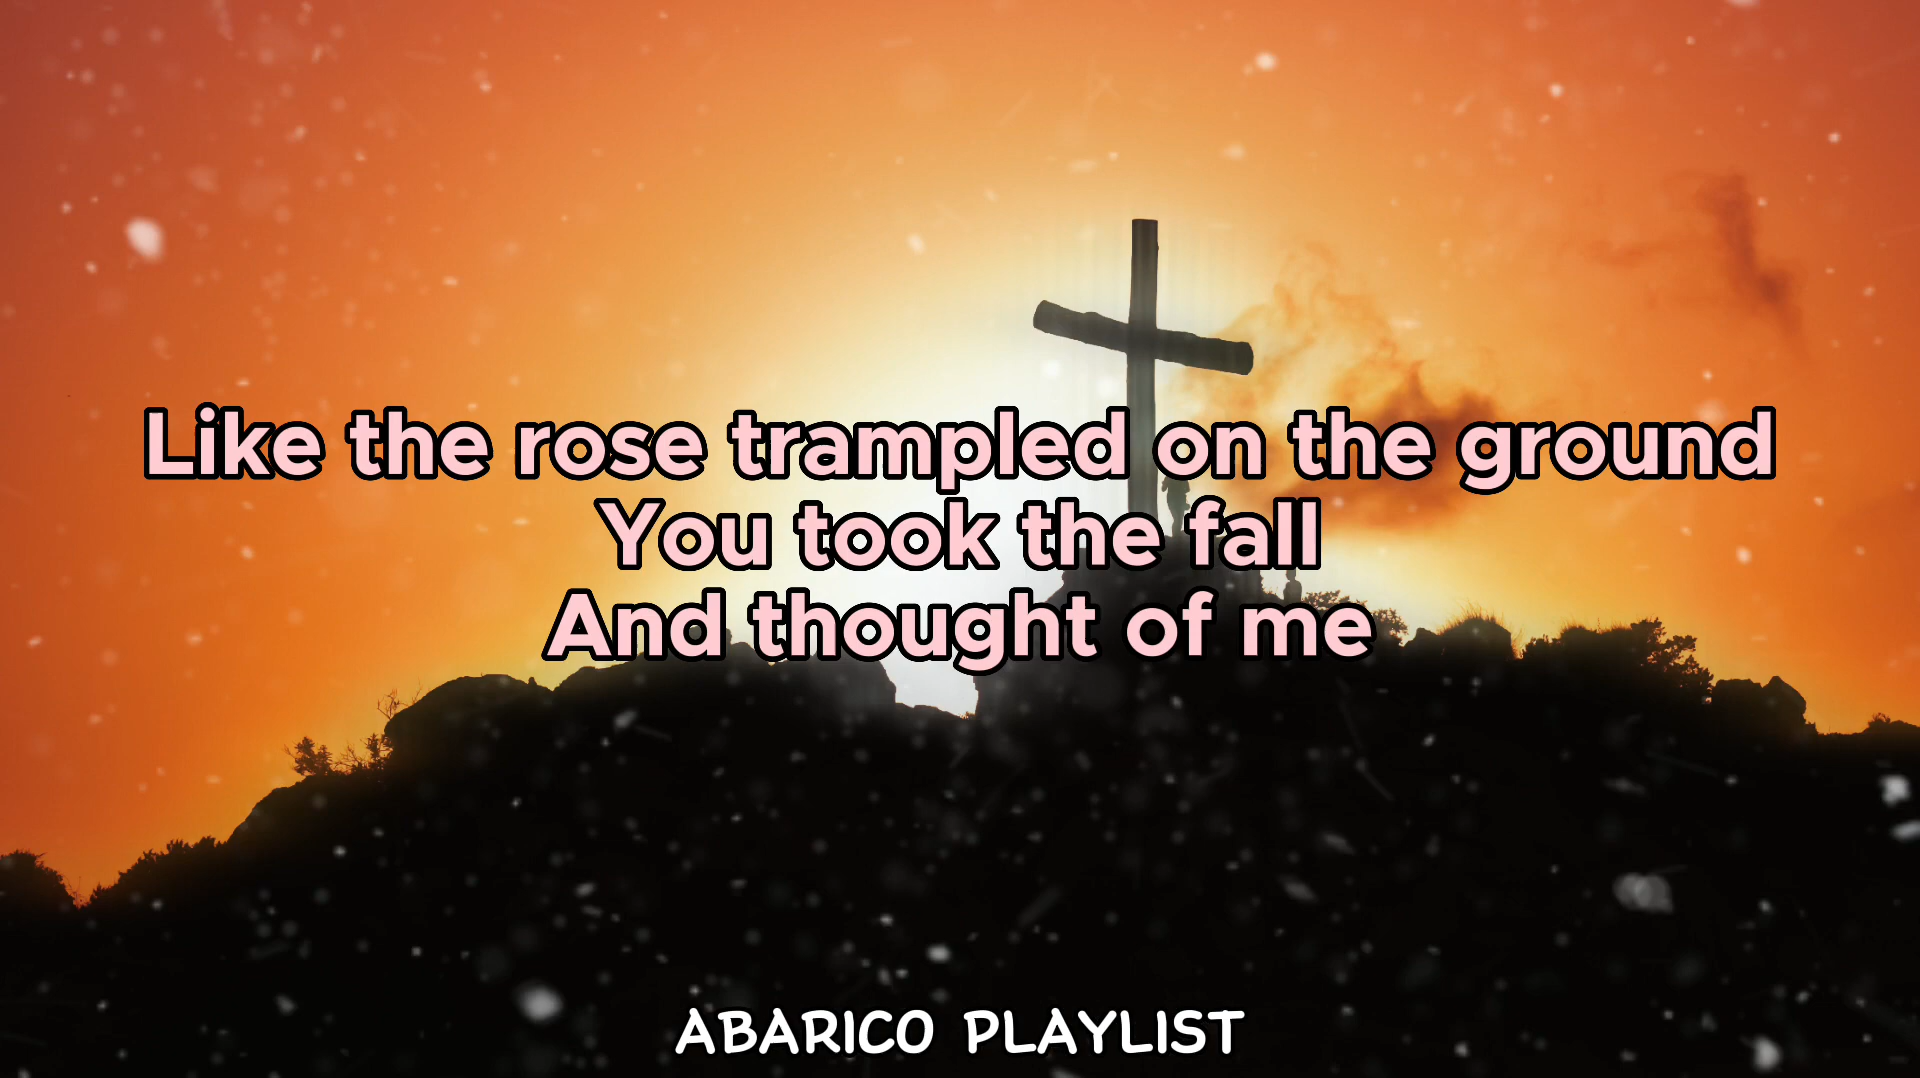 Like the rose trampled on the ground
You took the fall
And thought of me
ABARICO PLAYLIST